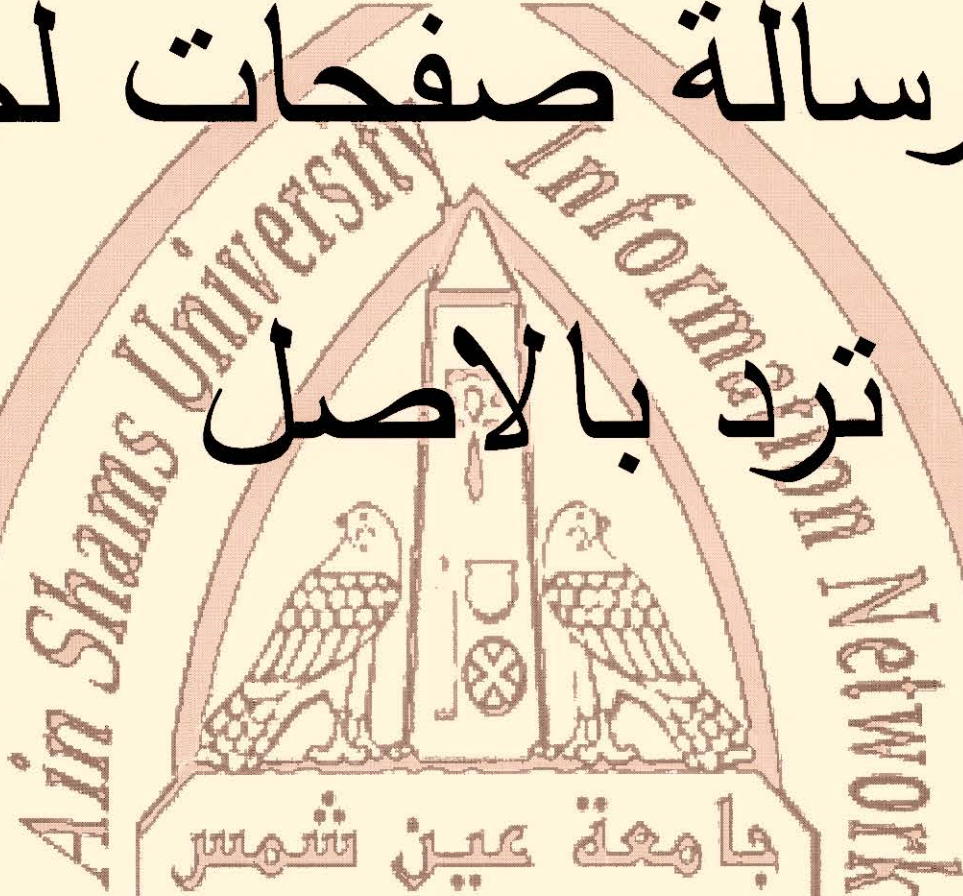 رسالة صفحات لم
ترد بالاصل
Ain Shams University Information Network
جامعة عين شمس